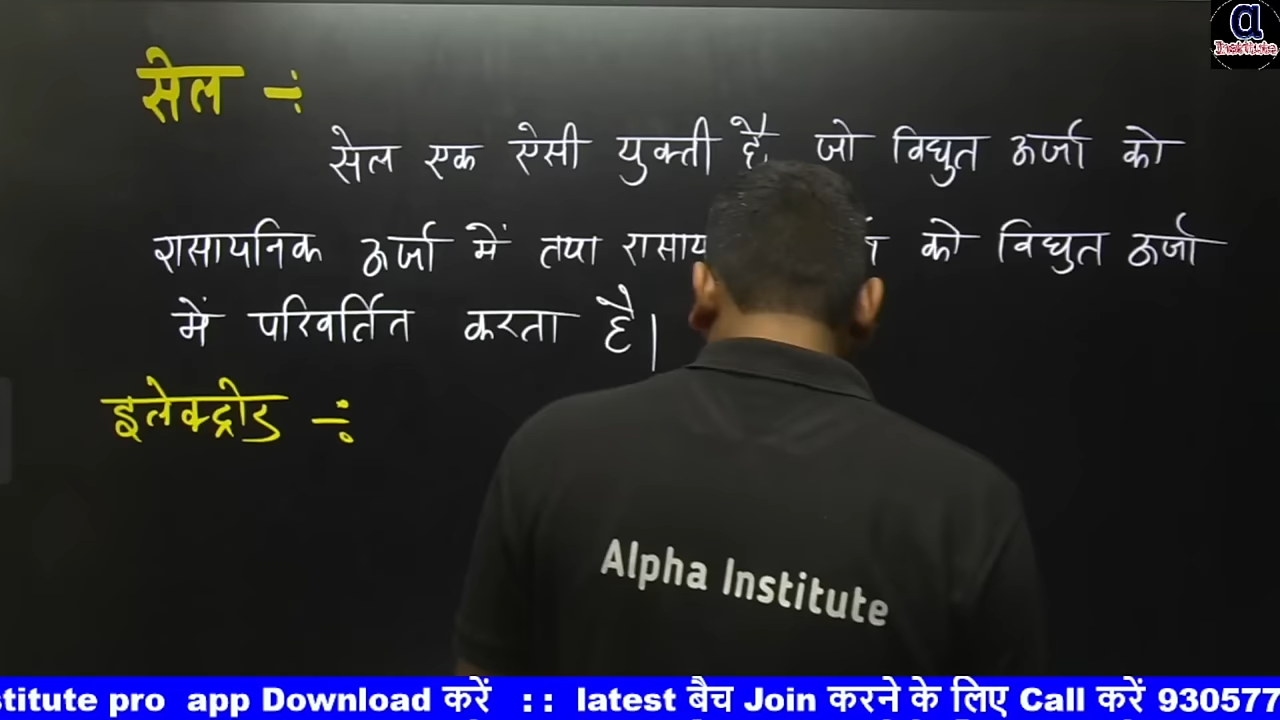 α
Institute
सेल -:
सेल एक ऐसी युक्ती है जो विद्युत ऊर्जा को
रासायनिक ऊर्जा में तथा को विद्युत ऊर्जा
में परिवर्तित करता है।
इलेक्ट्रोड -:
Alpha Institute
stitute pro app Download करें :: latest बैच Join करने के लिए Call करें 930577